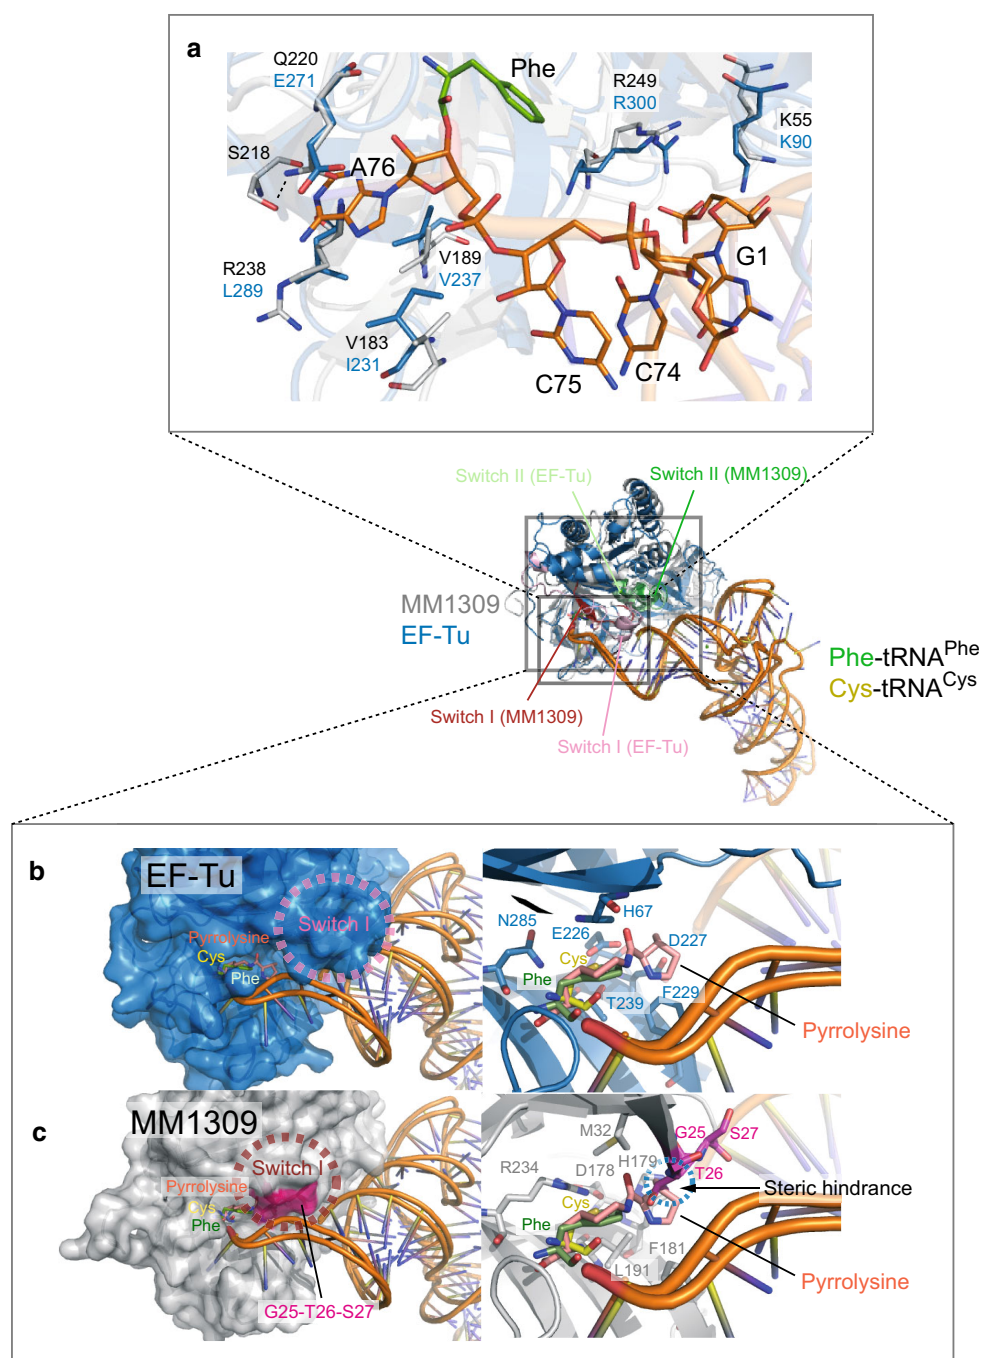 a
Q220
E271
Phe
R249
R300
K55
K90
S218
A76
V189
V237
G1
R238
L289
V183
I231
C75
C74
Switch II (EF-Tu)
Switch II (MM1309)
MM1309
EF-Tu
Phe-tRNAPhe
Cys-tRNACys
Switch I (MM1309)
Switch I (EF-Tu)
b
EF-Tu
Switch I
Pyrrolysine
Cys
Phe
N285
H67
E226
D227
Cys
Phe
T239
F229
Pyrrolysine
c
MM1309
Switch I
Pyrrolysine
Cys
Phe
G25-T26-S27
M32
G25
S27
R234
D178
H179
T26
Cys
Steric hindrance
Phe
F181
L191
Pyrrolysine